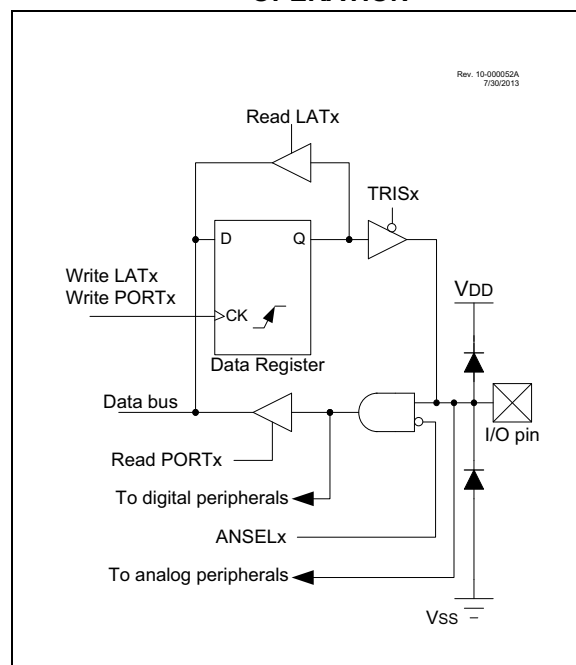 OPERATION
Rev. 10-000052A
7/30/2013
Read LATx
TRISx
D
Q
Write LATx
Write PORTx
CK
VDD
Data Register
Data bus
I/O pin
Read PORTx
To digital peripherals
ANSELx
To analog peripherals
VSS